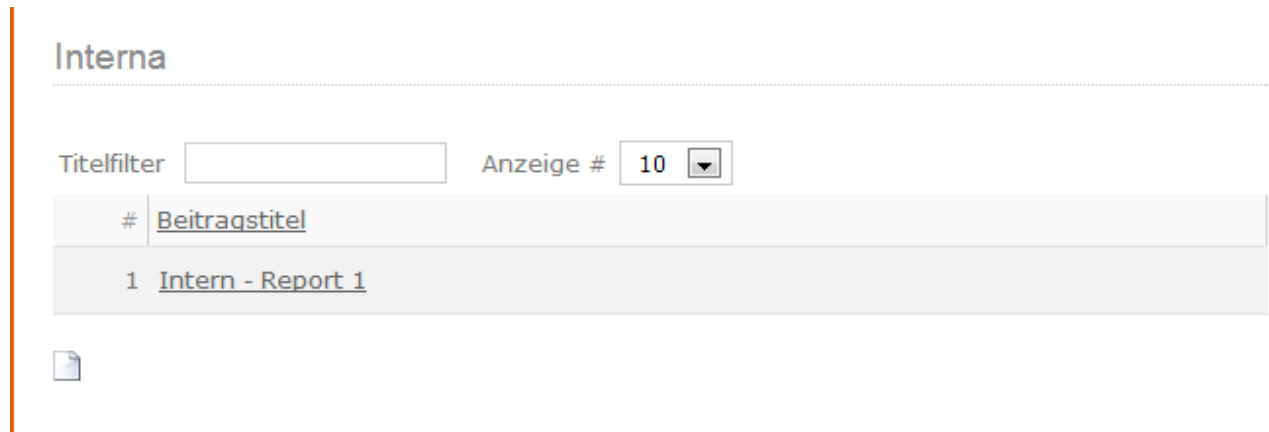 Interna
Titelfilter Anzeige # 10
# Beitragstitel
1 Intern - Report 1